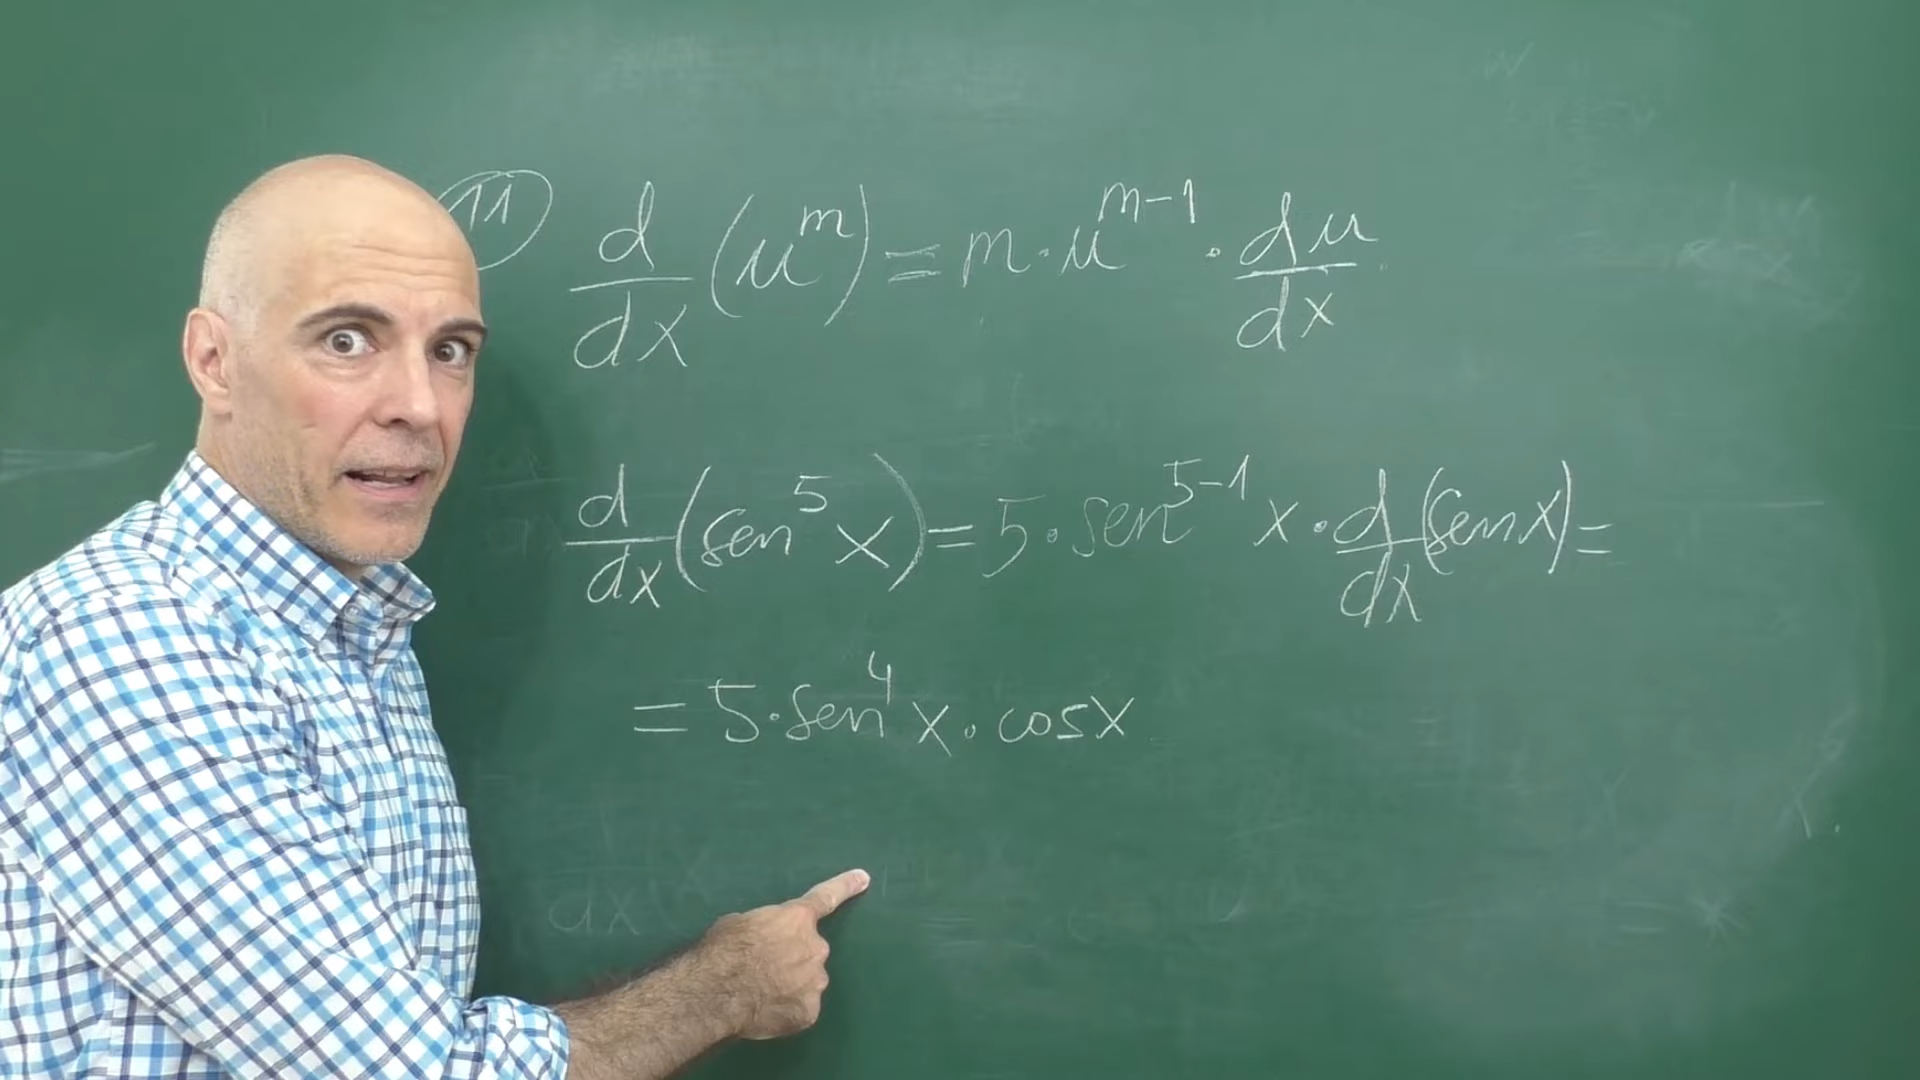 11 d/dx (u^m) = m · u^(m-1) · du/dx
d/dx (sen^5 x) = 5 · sen^(5-1) x · d/dx (sen x) =
= 5 · sen^4 x · cos x